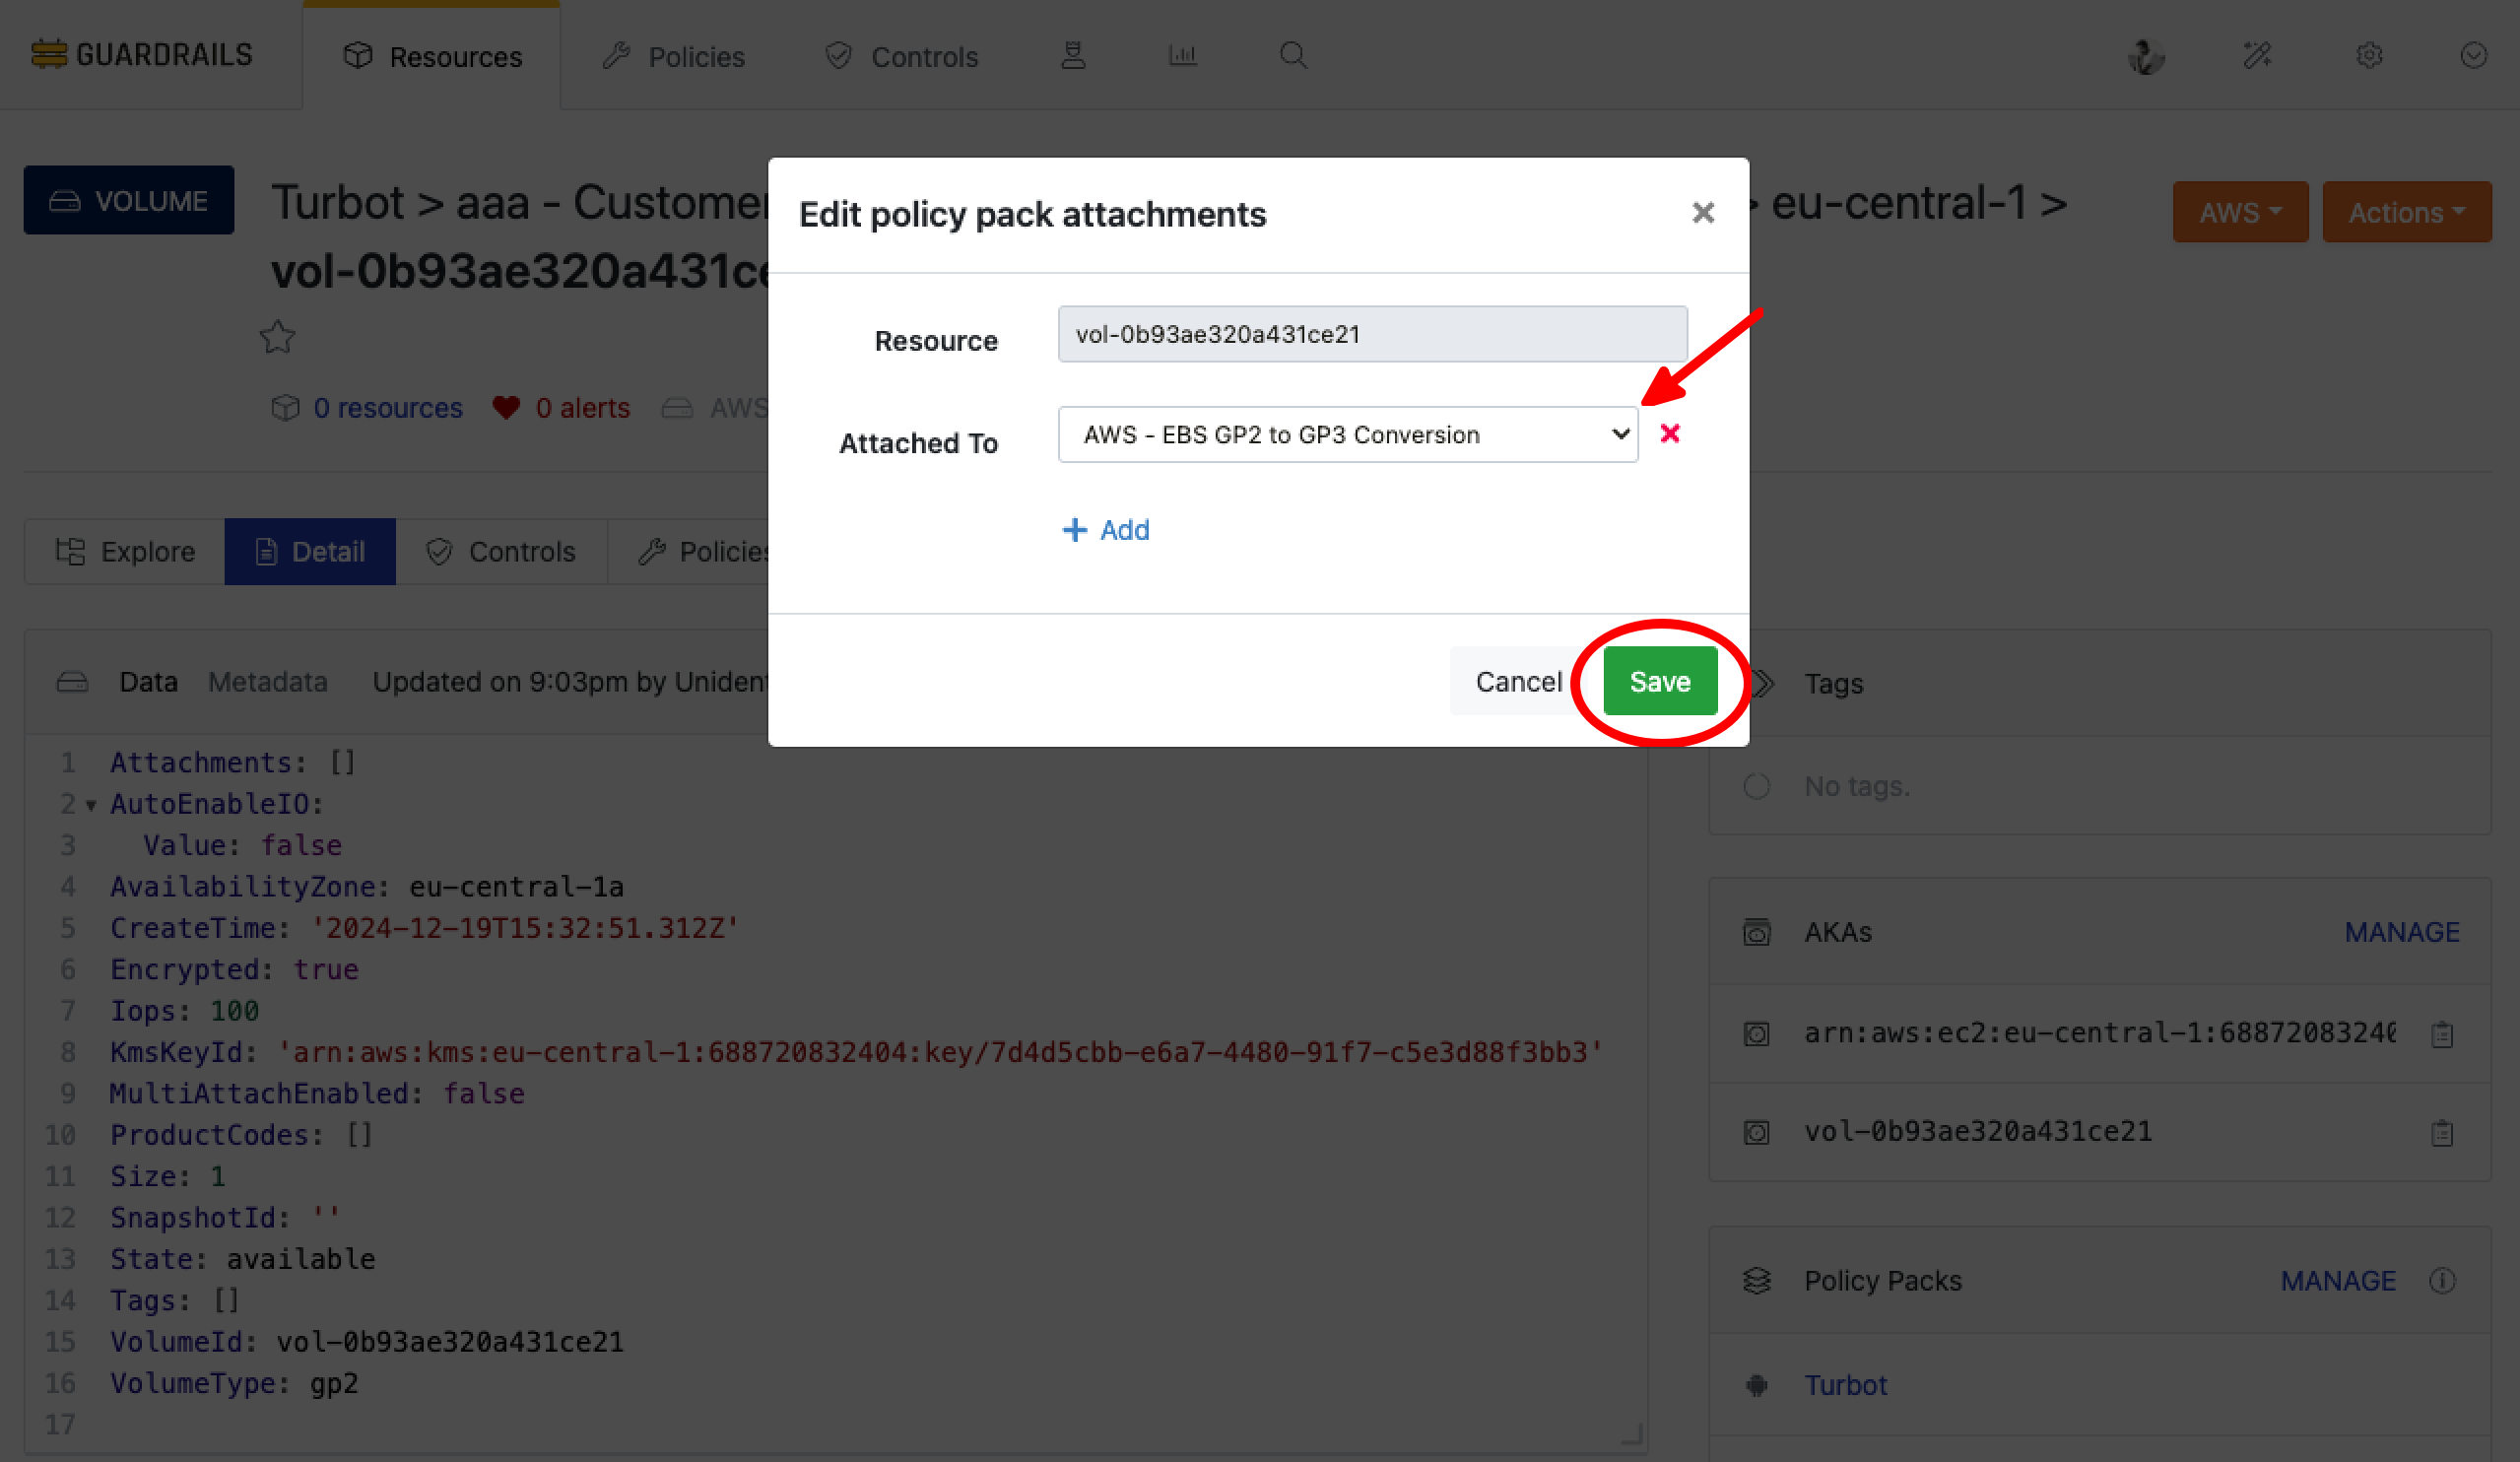 GUARDRAILS
Resources
Policies
Controls
VOLUME
Turbot > aaa - Customer
> eu-central-1 >
vol-0b93ae320a431ce
AWS
Actions
0 resources
0 alerts
AWS
Edit policy pack attachments
×
Resource
vol-0b93ae320a431ce21
Attached To
AWS - EBS GP2 to GP3 Conversion
+ Add
Cancel
Save
Explore
Detail
Controls
Policies
Data
Metadata
Updated on 9:03pm by Unident
1 Attachments: []
2 AutoEnableIO:
3 Value: false
4 AvailabilityZone: eu-central-1a
5 CreateTime: '2024-12-19T15:32:51.312Z'
6 Encrypted: true
7 Iops: 100
8 KmsKeyId: 'arn:aws:kms:eu-central-1:688720832404:key/7d4d5cbb-e6a7-4480-91f7-c5e3d88f3bb3'
9 MultiAttachEnabled: false
10 ProductCodes: []
11 Size: 1
12 SnapshotId: ''
13 State: available
14 Tags: []
15 VolumeId: vol-0b93ae320a431ce21
16 VolumeType: gp2
17
Tags
No tags.
AKAs
MANAGE
arn:aws:ec2:eu-central-1:68872083240
vol-0b93ae320a431ce21
Policy Packs
MANAGE
Turbot